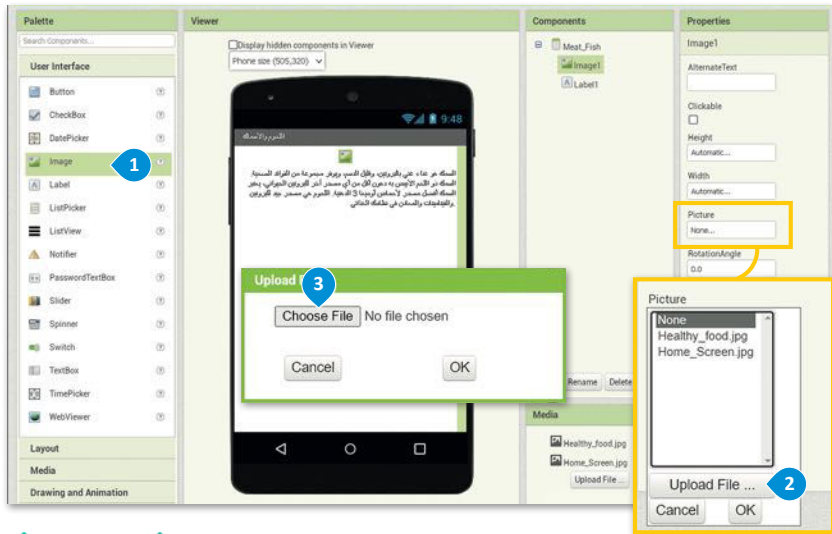 Palette
Search Components...
User Interface
Button
CheckBox
DatePicker
Image
1
Label
ListPicker
ListView
Notifier
PasswordTextBox
Slider
Spinner
Switch
TextBox
TimePicker
WebViewer
Layout
Media
Drawing and Animation
Viewer
Display hidden components in Viewer
Phone size (505,320)
9:48
اللحوم والأسماك
Upload
3
Choose File No file chosen
Cancel OK
Components
Meat_Fish
Image1
Label1
Rename Delete
Media
Healthy_food.jpg
Home_Screen.jpg
Upload File ...
Properties
Image1
AlternateText
Clickable
Height
Automatic...
Width
Automatic...
Picture
None...
RotationAngle
0.0
Picture
None
Healthy_food.jpg
Home_Screen.jpg
Upload File ...
2
Cancel OK